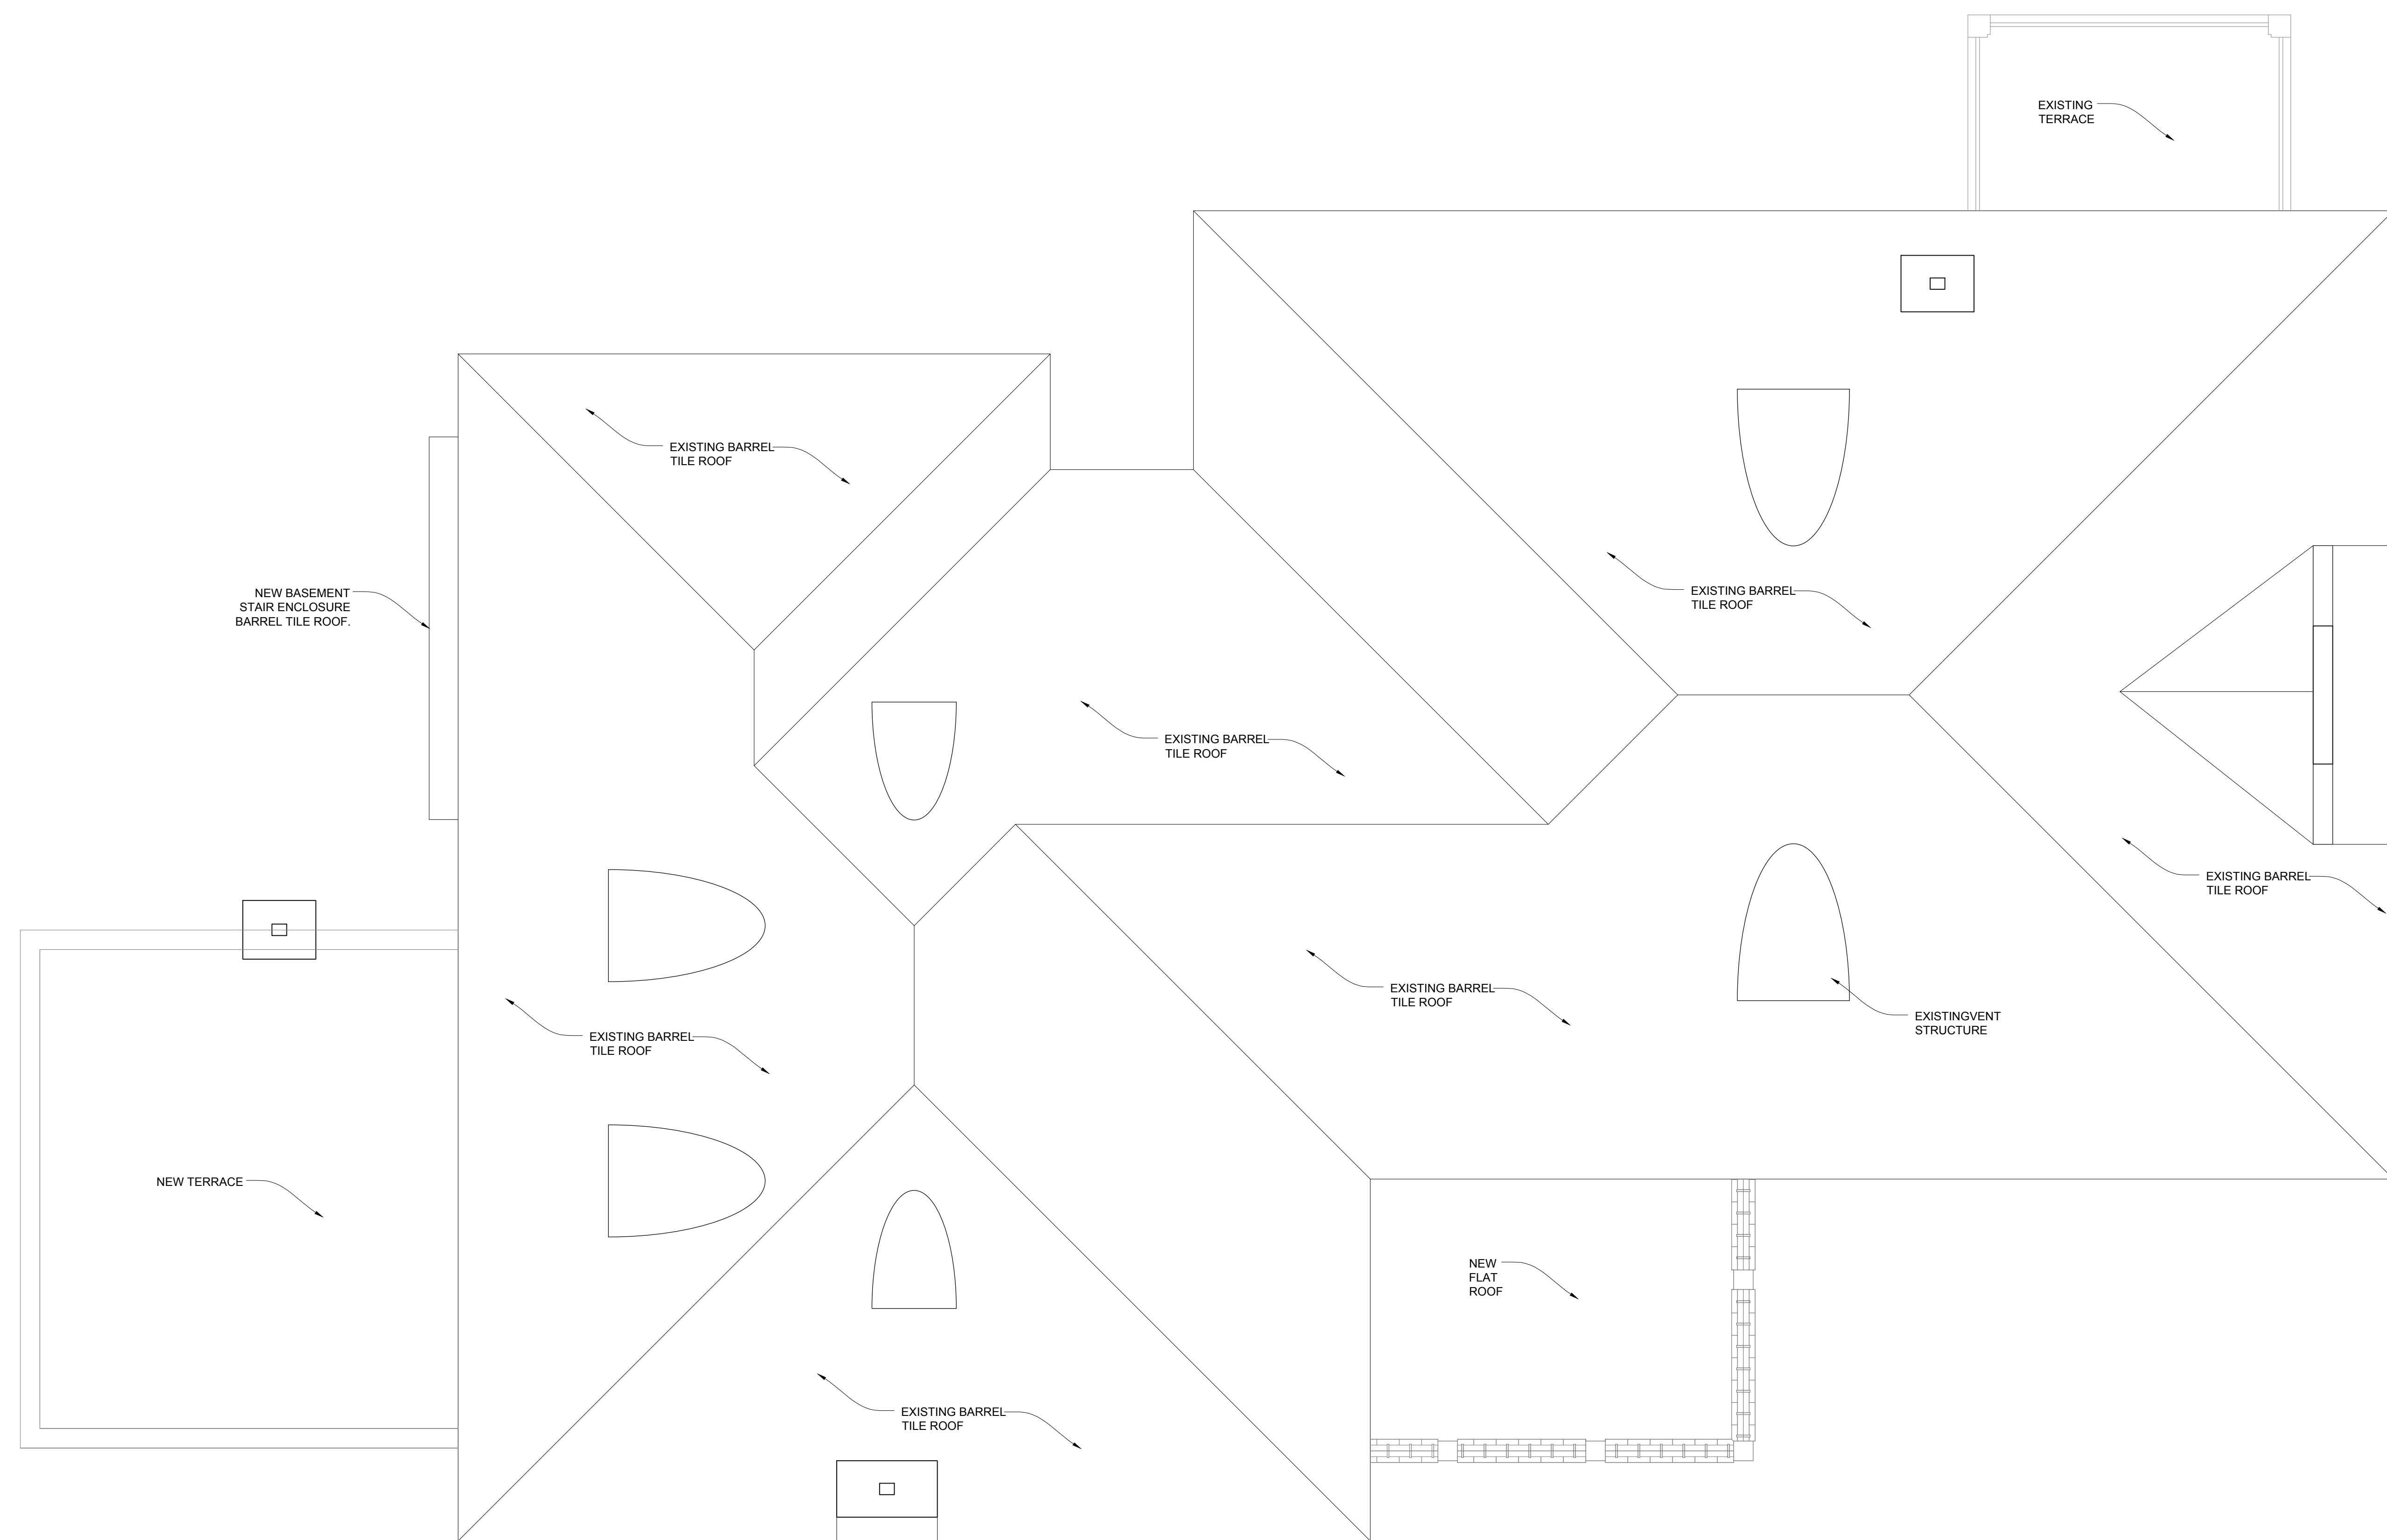 EXISTING
TERRACE
EXISTING BARREL
TILE ROOF
NEW BASEMENT
STAIR ENCLOSURE
BARREL TILE ROOF.
EXISTING BARREL
TILE ROOF
EXISTING BARREL
TILE ROOF
EXISTING BARREL
TILE ROOF
EXISTING BARREL
TILE ROOF
EXISTINGVENT
STRUCTURE
EXISTING BARREL
TILE ROOF
NEW TERRACE
NEW
FLAT
ROOF
EXISTING BARREL
TILE ROOF